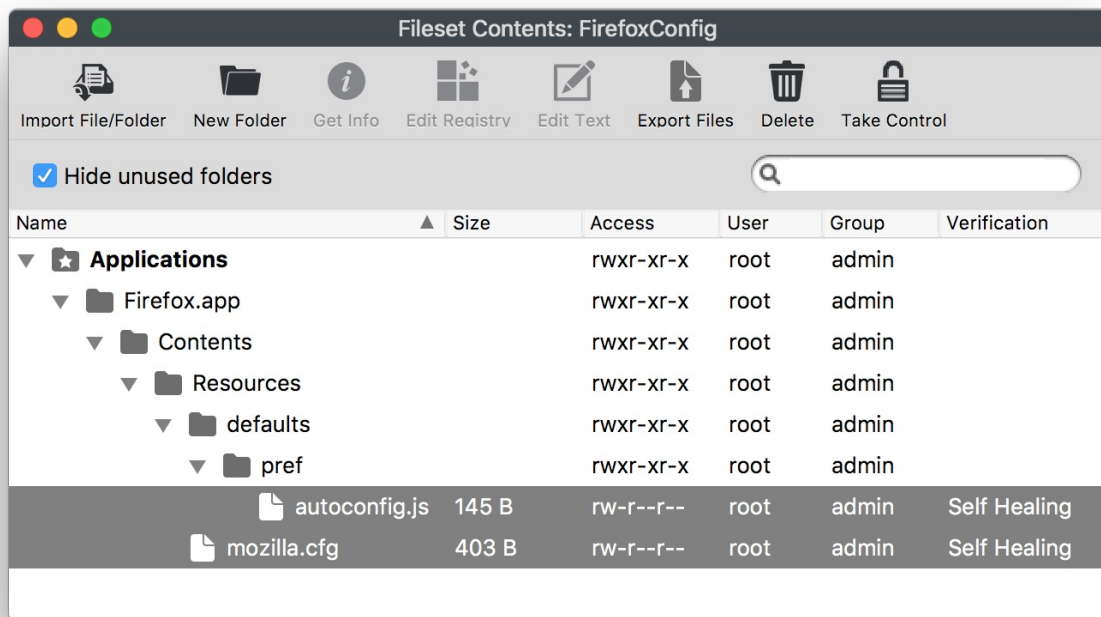 Fileset Contents: FirefoxConfig
Import File/Folder New Folder Get Info Edit Registry Edit Text Export Files Delete Take Control
Hide unused folders
Name Size Access User Group Verification
Applications rwxr-xr-x root admin
Firefox.app rwxr-xr-x root admin
Contents rwxr-xr-x root admin
Resources rwxr-xr-x root admin
defaults rwxr-xr-x root admin
pref rwxr-xr-x root admin
autoconfig.js 145 B rw-r--r-- root admin Self Healing
mozilla.cfg 403 B rw-r--r-- root admin Self Healing